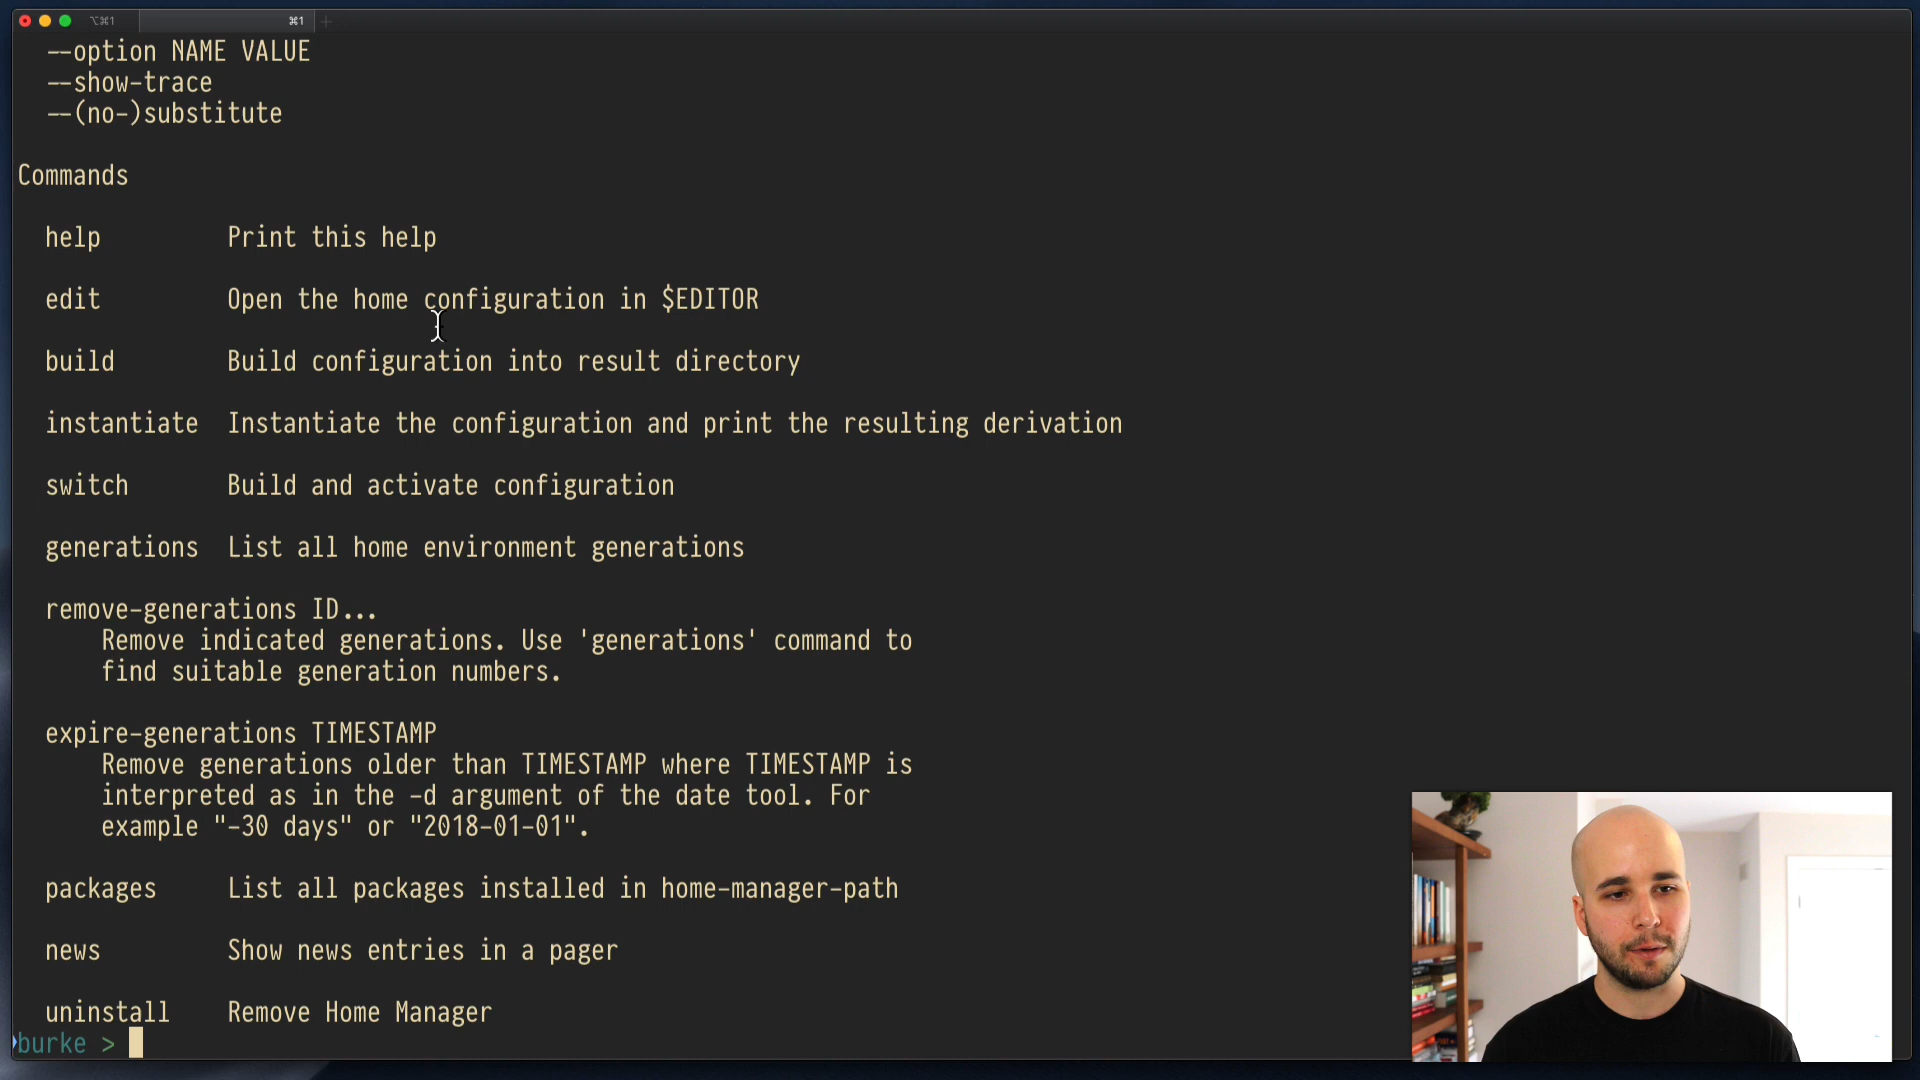 ⌥⌘1
⌘1
--option NAME VALUE
--show-trace
--(no-)substitute
Commands
help Print this help
edit Open the home configuration in $EDITOR
build Build configuration into result directory
instantiate Instantiate the configuration and print the resulting derivation
switch Build and activate configuration
generations List all home environment generations
remove-generations ID...
Remove indicated generations. Use 'generations' command to
find suitable generation numbers.
expire-generations TIMESTAMP
Remove generations older than TIMESTAMP where TIMESTAMP is
interpreted as in the -d argument of the date tool. For
example "-30 days" or "2018-01-01".
packages List all packages installed in home-manager-path
news Show news entries in a pager
uninstall Remove Home Manager
burke >